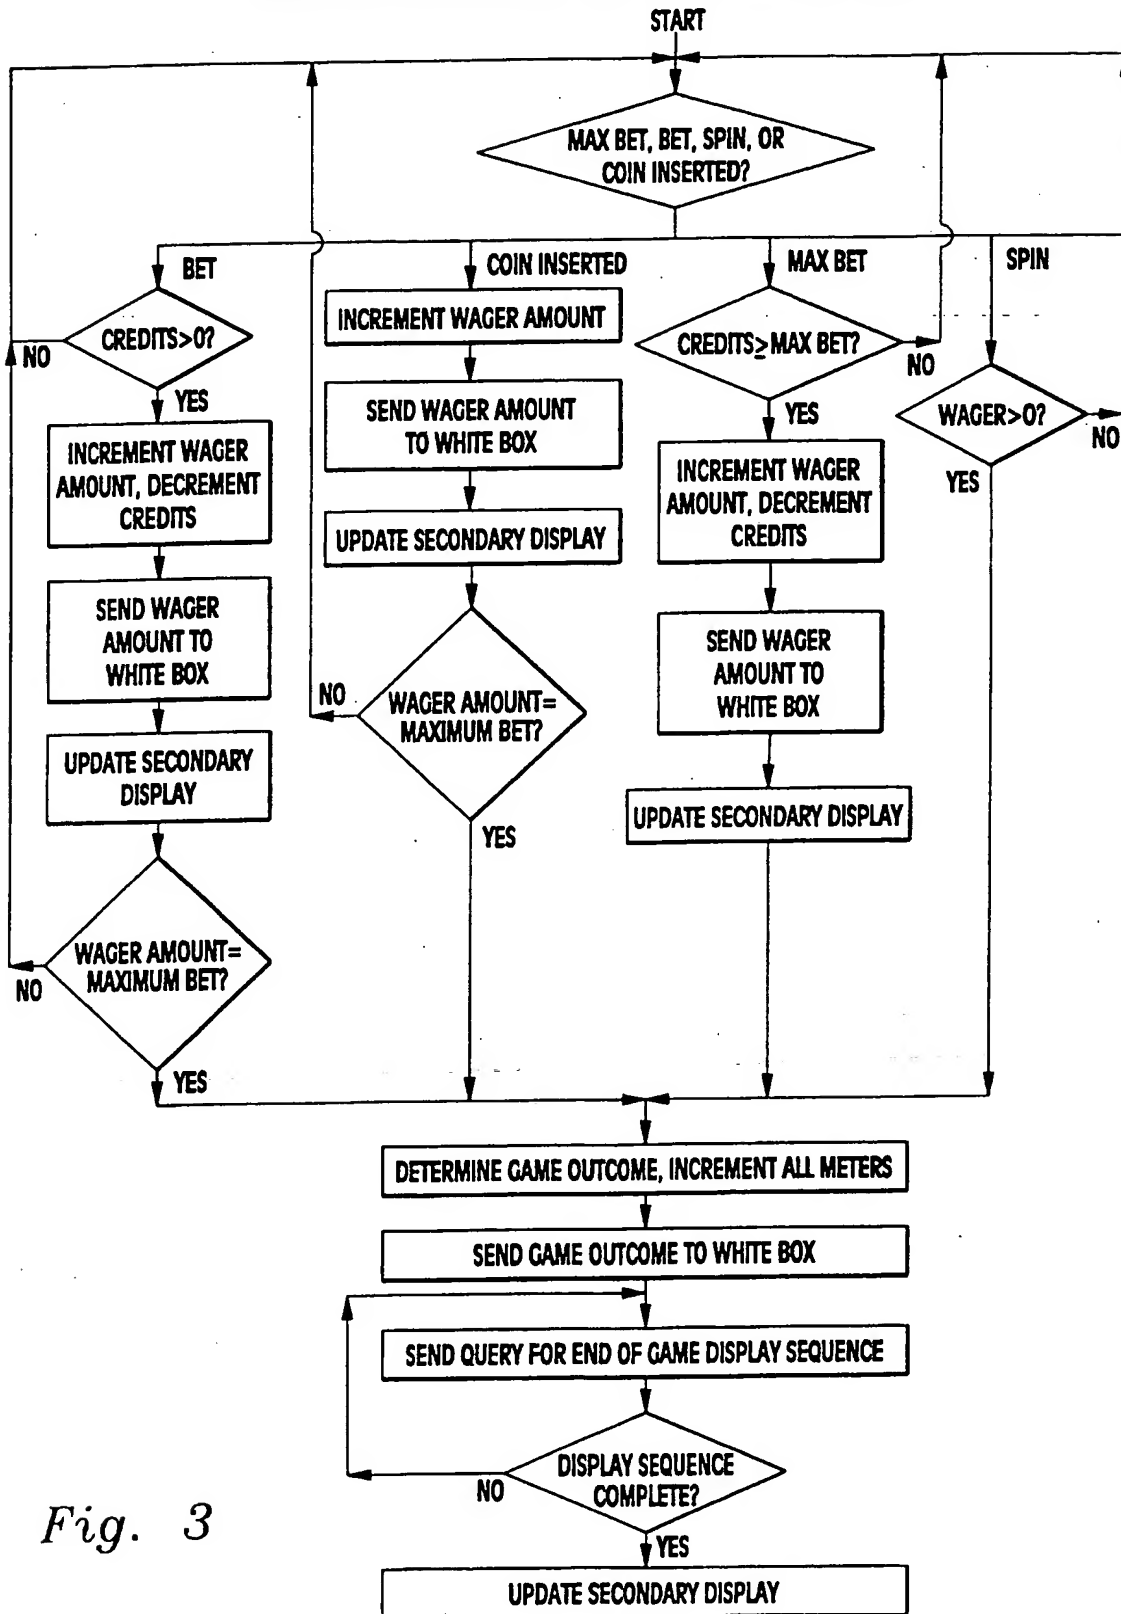 START
MAX BET, BET, SPIN, OR
COIN INSERTED?
BET
COIN INSERTED
MAX BET
SPIN
CREDITS>0?
NO
YES
INCREMENT WAGER
AMOUNT, DECREMENT
CREDITS
SEND WAGER
AMOUNT TO
WHITE BOX
UPDATE SECONDARY
DISPLAY
WAGER AMOUNT=
MAXIMUM BET?
NO
YES
INCREMENT WAGER AMOUNT
SEND WAGER AMOUNT
TO WHITE BOX
UPDATE SECONDARY DISPLAY
WAGER AMOUNT=
MAXIMUM BET?
NO
YES
CREDITS≥MAX BET?
NO
YES
INCREMENT WAGER
AMOUNT, DECREMENT
CREDITS
SEND WAGER
AMOUNT TO
WHITE BOX
UPDATE SECONDARY DISPLAY
WAGER>0?
NO
YES
DETERMINE GAME OUTCOME, INCREMENT ALL METERS
SEND GAME OUTCOME TO WHITE BOX
SEND QUERY FOR END OF GAME DISPLAY SEQUENCE
DISPLAY SEQUENCE
COMPLETE?
NO
YES
UPDATE SECONDARY DISPLAY
Fig. 3